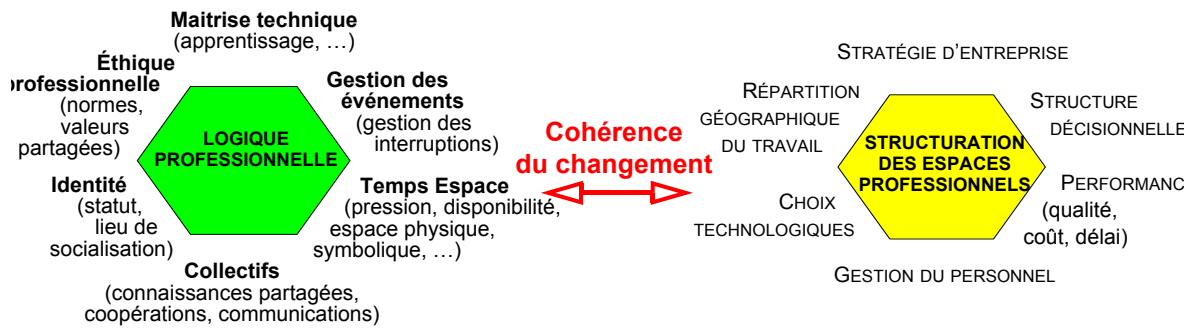 Maitrise technique
(apprentissage, …)
Éthique
rofessionnelle
(normes,
valeurs
partagées)
LOGIQUE
PROFESSIONNELLE
Gestion des
événements
(gestion des
interruptions)
Identité
(statut,
lieu de
socialisation)
Temps Espace
(pression, disponibilité,
espace physique,
symbolique, …)
Collectifs
(connaissances partagées,
coopérations, communications)
Cohérence
du changement
STRATÉGIE D'ENTREPRISE
RÉPARTITION
GÉOGRAPHIQUE
DU TRAVAIL
STRUCTURE
DÉCISIONNELLE
STRUCTURATION
DES ESPACES
PROFESSIONNELS
CHOIX
TECHNOLOGIQUES
PERFORMANC
(qualité,
coût, délai)
GESTION DU PERSONNEL